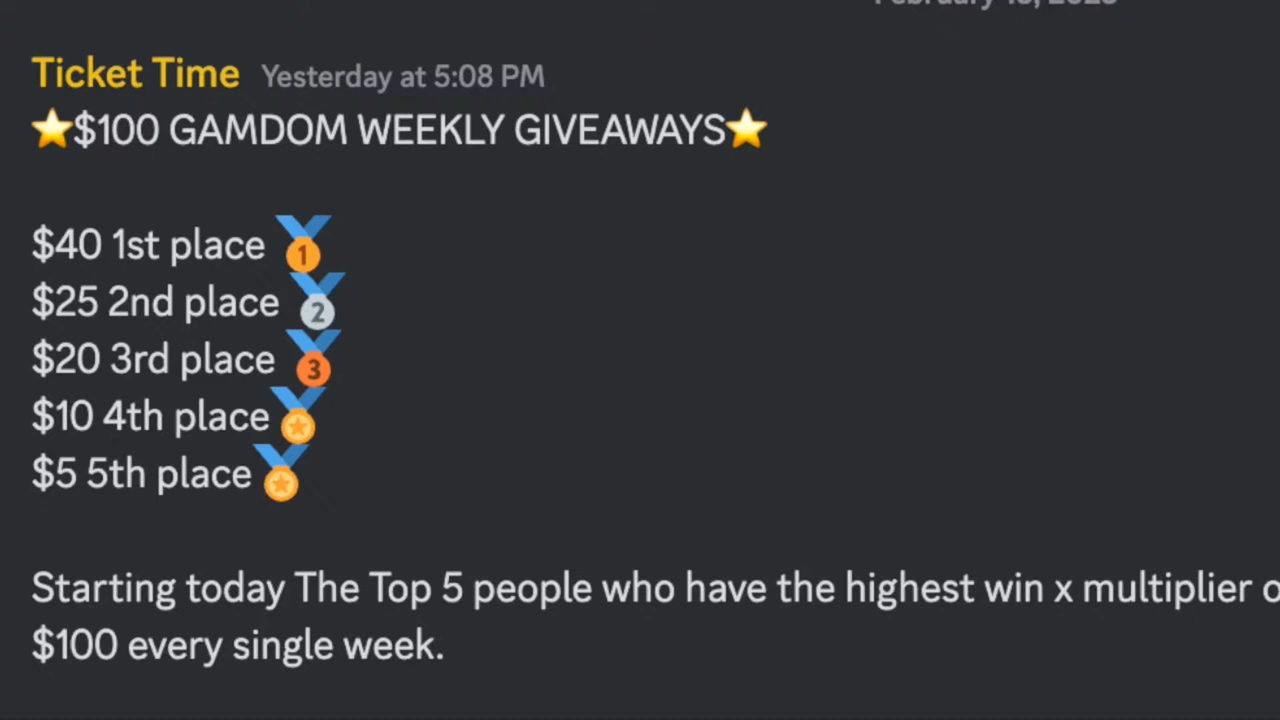 Ticket Time Yesterday at 5:08 PM
⭐$100 GAMDOM WEEKLY GIVEAWAYS⭐
$40 1st place 🥇
$25 2nd place 🥈
$20 3rd place 🥉
$10 4th place 🏅
$5 5th place 🏅
Starting today The Top 5 people who have the highest win x multiplier
$100 every single week.